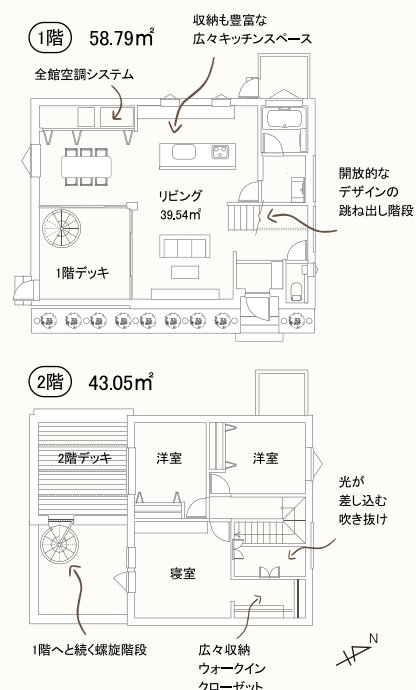 1階 58.79㎡
収納も豊富な
広々キッチンスペース
全館空調システム
リビング
39.54㎡
開放的な
デザインの
跳ね出し階段
1階デッキ
2階 43.05㎡
2階デッキ
洋室
洋室
光が
差し込む
吹き抜け
寝室
1階へと続く螺旋階段
広々収納
ウォークイン
クローゼット
N